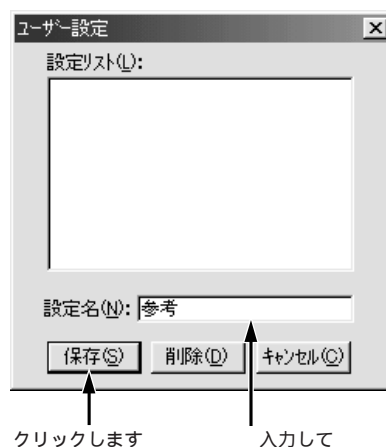 ユーザー設定
設定リスト(L):
設定名(N): 参考
保存(S) 削除(D) キャンセル(C)
クリックします 入力して